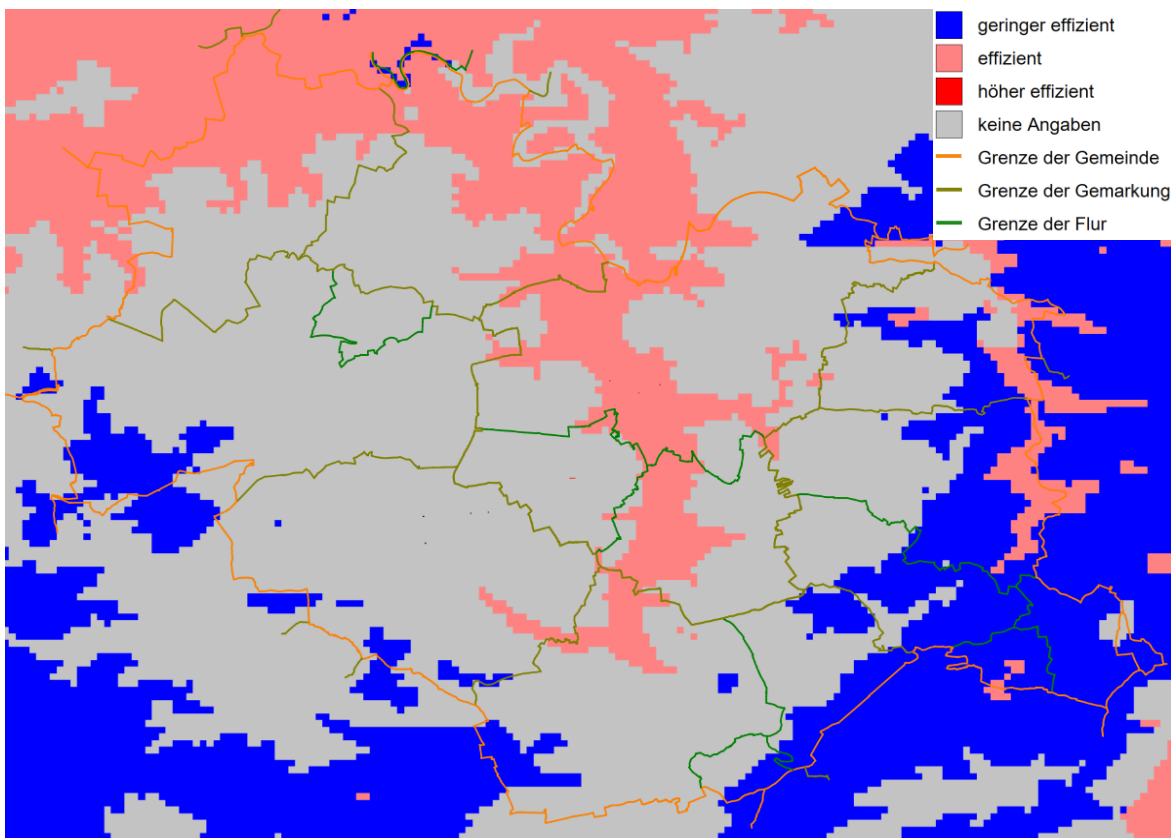 geringer effizient
effizient
höher effizient
keine Angaben
Grenze der Gemeinde
Grenze der Gemarkung
Grenze der Flur